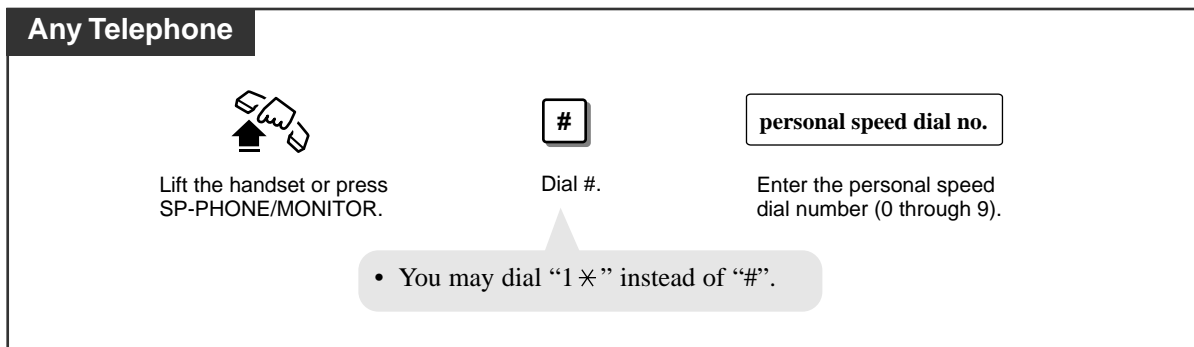 Any Telephone
#
personal speed dial no.
Lift the handset or press
SP-PHONE/MONITOR.
Dial #.
Enter the personal speed
dial number (0 through 9).
• You may dial “1✳” instead of “#”.